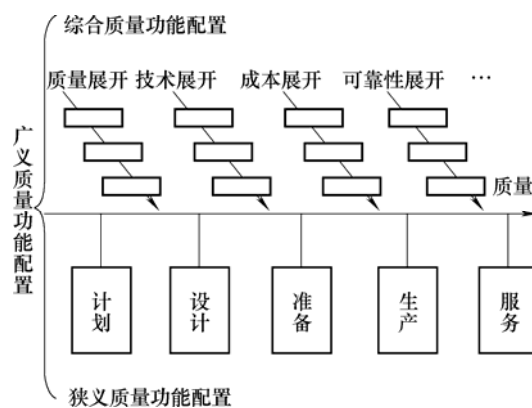 综合质量功能配置
质量展开 技术展开 成本展开 可靠性展开 …
广义质量功能配置
质量
计划 设计 准备 生产 服务
狭义质量功能配置